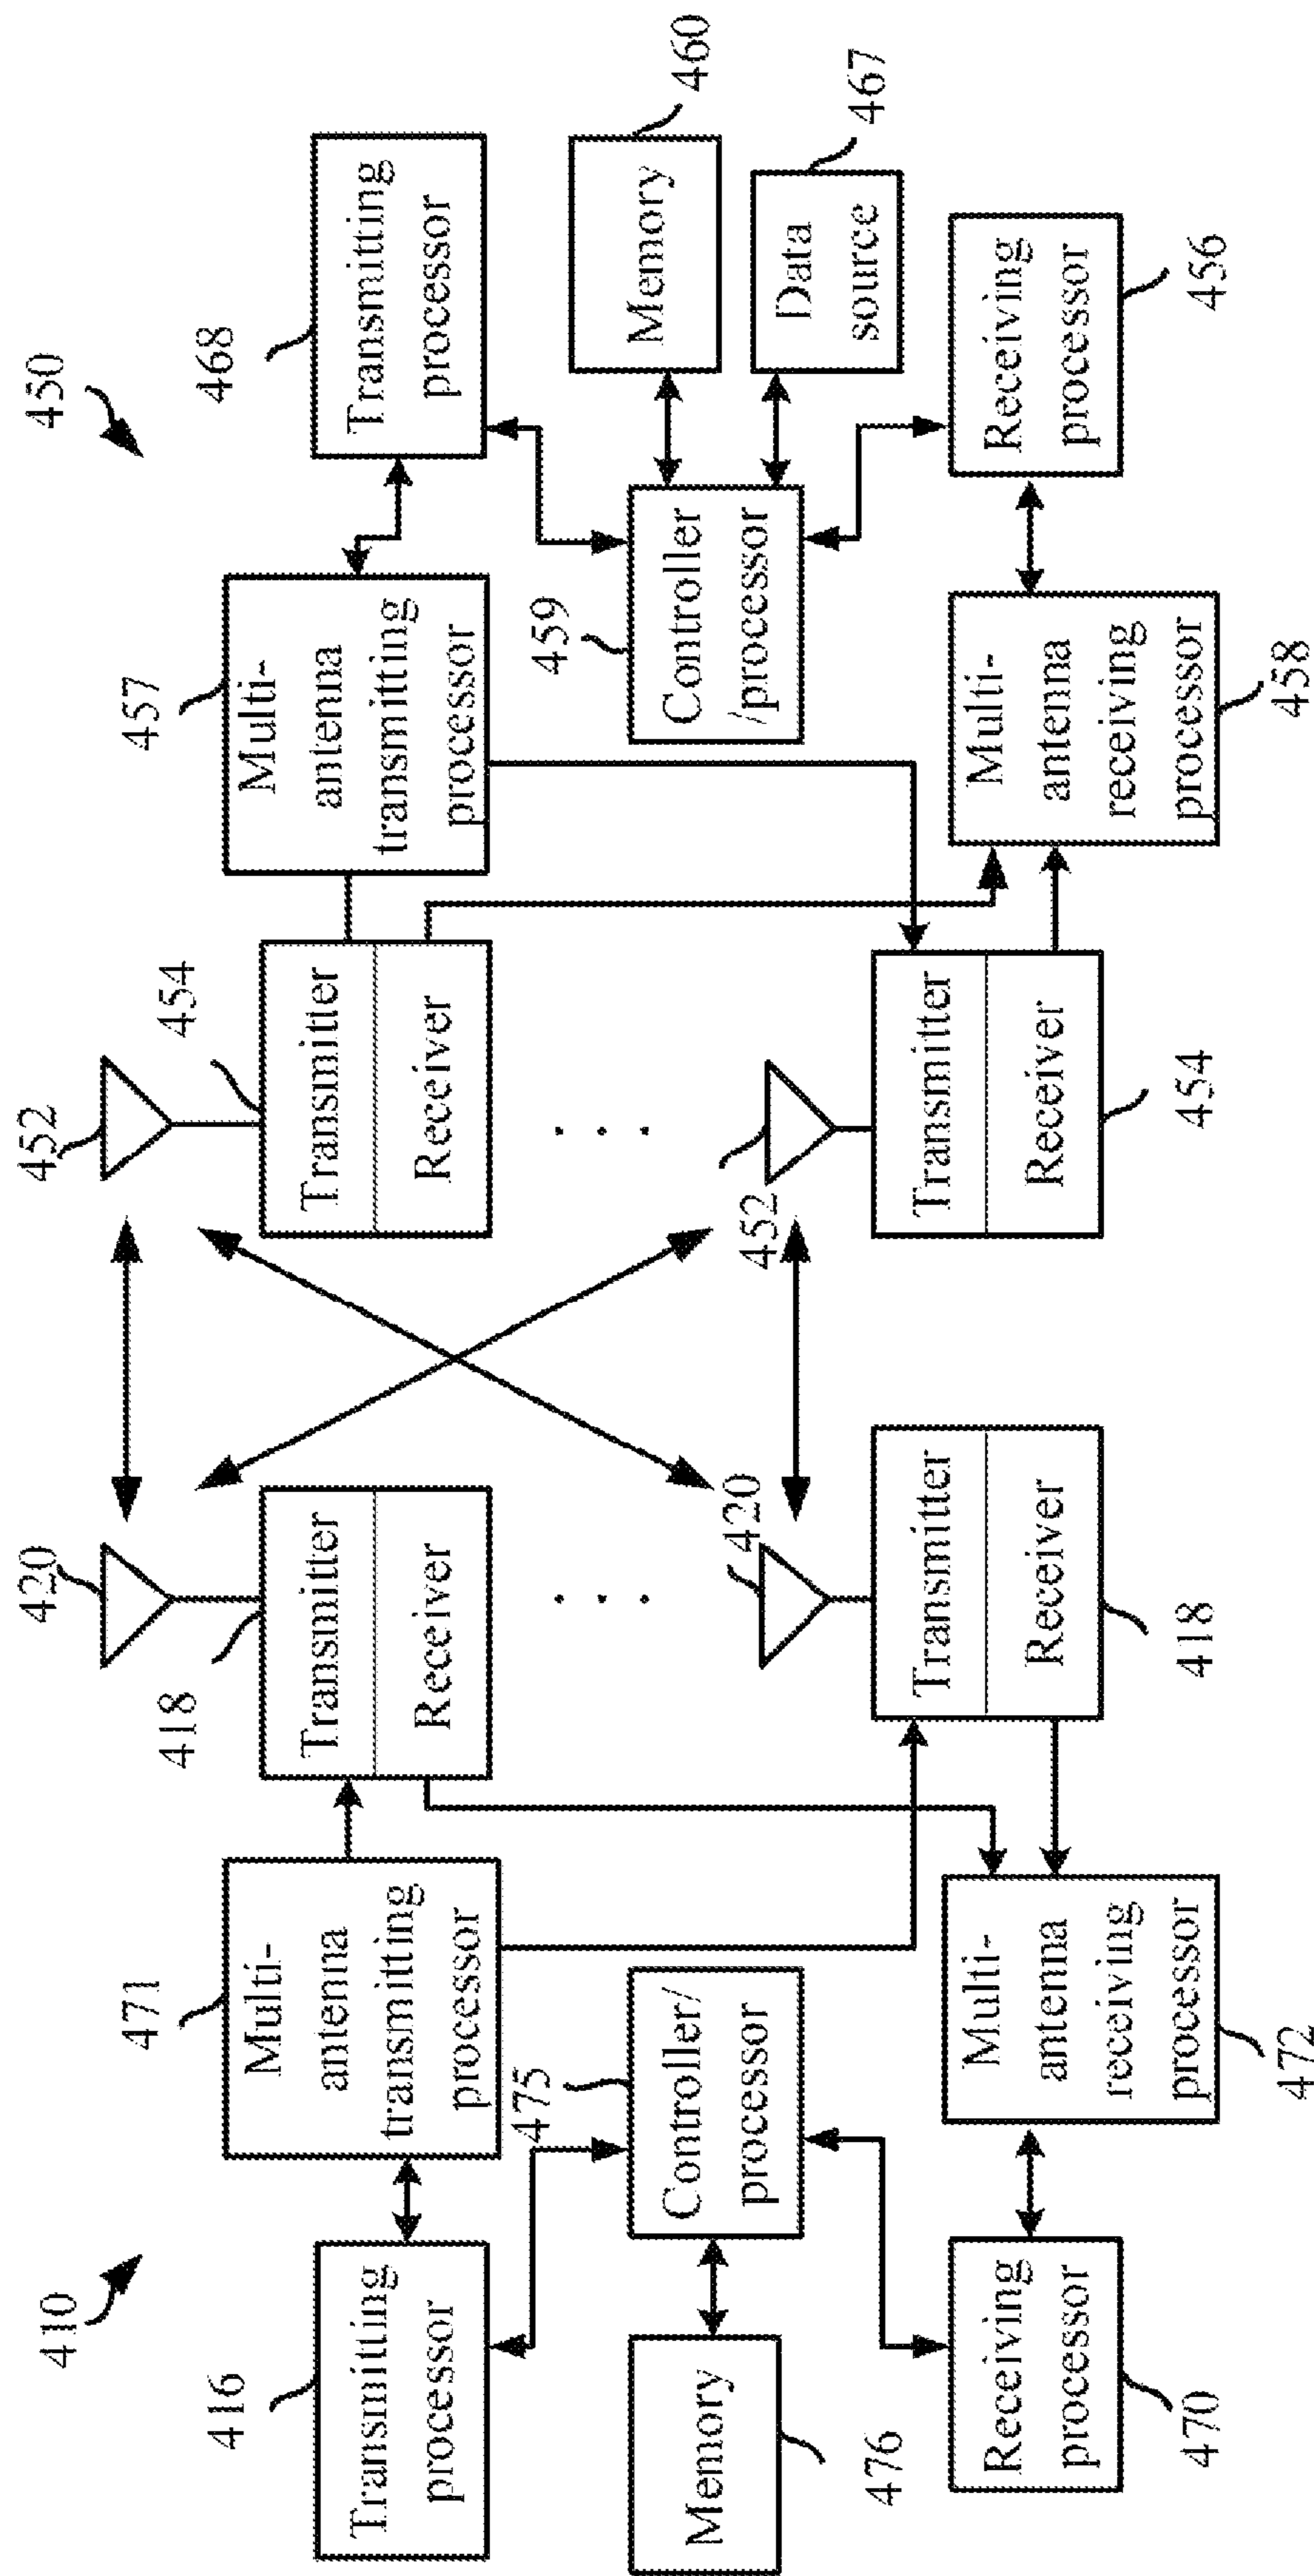 410
450
420
452
416
Transmitting
processor
471
Multi-
antenna
transmitting
processor
418
Transmitter
Receiver
454
Transmitter
Receiver
457
Multi-
antenna
transmitting
processor
468
Transmitting
processor
476
Memory
475
Controller/
processor
. . .
. . .
459
Controller
/processor
460
Memory
467
Data
source
420
452
470
Receiving
processor
472
Multi-
antenna
receiving
processor
418
Transmitter
Receiver
454
Transmitter
Receiver
458
Multi-
antenna
receiving
processor
456
Receiving
processor